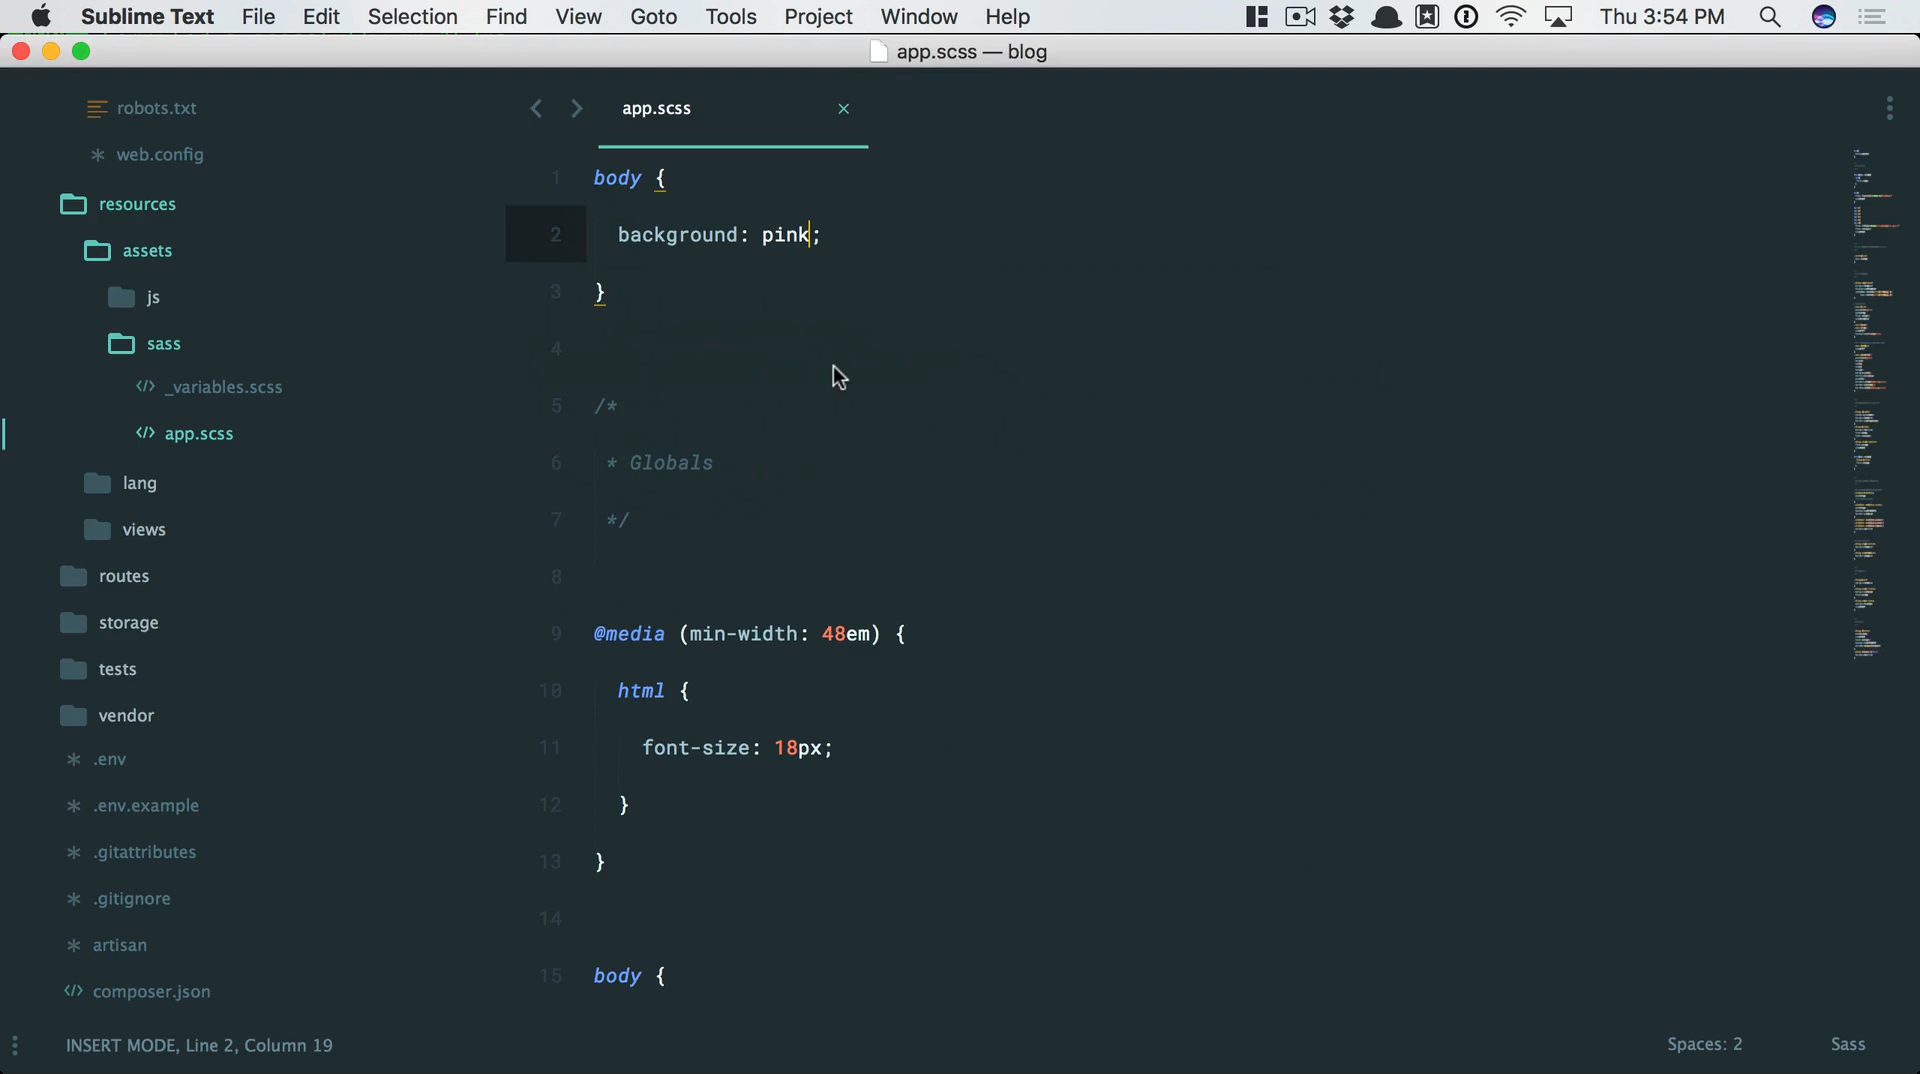 Sublime Text File Edit Selection Find View Goto Tools Project Window Help Thu 3:54 PM
app.scss — blog
robots.txt
web.config
resources
assets
js
sass
_variables.scss
app.scss
lang
views
routes
storage
tests
vendor
.env
.env.example
.gitattributes
.gitignore
artisan
composer.json
app.scss ×
1 body {
2 background: pink;
3 }
4
5 /*
6 * Globals
7 */
8
9 @media (min-width: 48em) {
10 html {
11 font-size: 18px;
12 }
13 }
14
15 body {
INSERT MODE, Line 2, Column 19 Spaces: 2 Sass